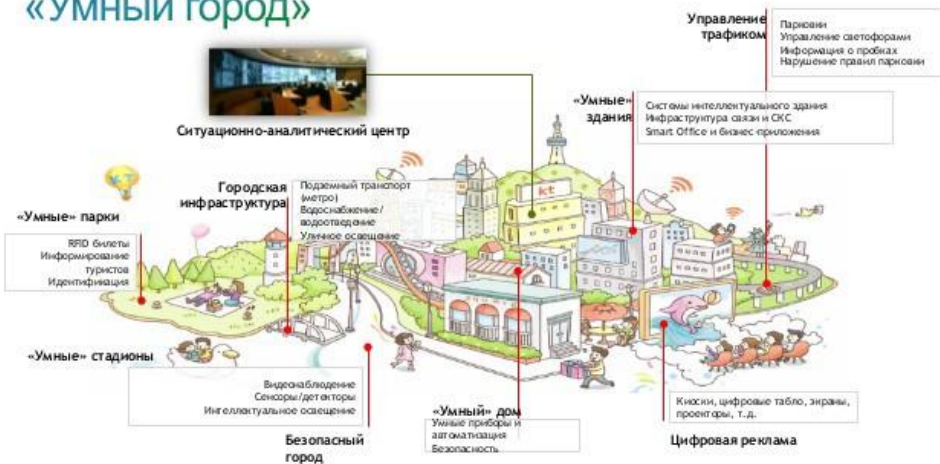 «Умный город»
Управление
трафиком
Парковки
Управление светофорами
Информация о пробках
Нарушение правил парковки
«Умные»
здания
Системы интеллектуального здания
Инфраструктура связи и СКС
Smart Office и бизнес-приложения
Ситуационно-аналитический центр
Городская
инфраструктура
Подземный транспорт
(метро)
Водоснабжение/
водоотведение
Уличное освещение
kt
KT
«Умные» парки
RFID билеты
Информирование
туристов
Идентификация
«Умные» стадионы
Видеонаблюдение
Сенсоры/детекторы
Интеллектуальное освещение
Безопасный
город
«Умный» дом
Умные приборы и
автоматизация
Безопасность
Киоски, цифровые табло, экраны,
проекторы, т.д.
Цифровая реклама